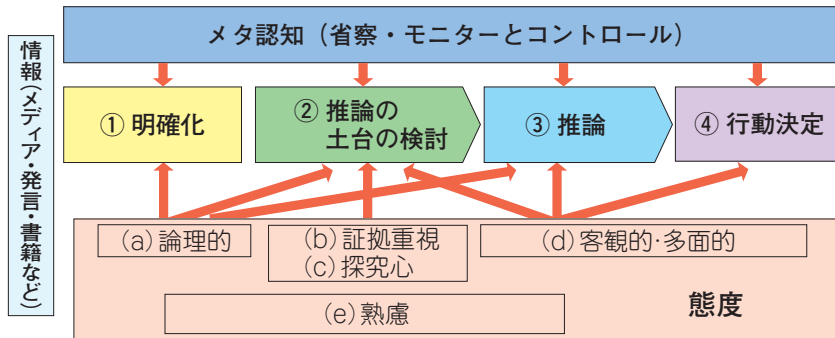 メタ認知（省察・モニターとコントロール）
情報（メディア・発言・書籍など）
① 明確化
② 推論の
土台の検討
③ 推論
④ 行動決定
(a)論理的
(b)証拠重視
(c)探究心
(d)客観的・多面的
(e)熟慮
態度